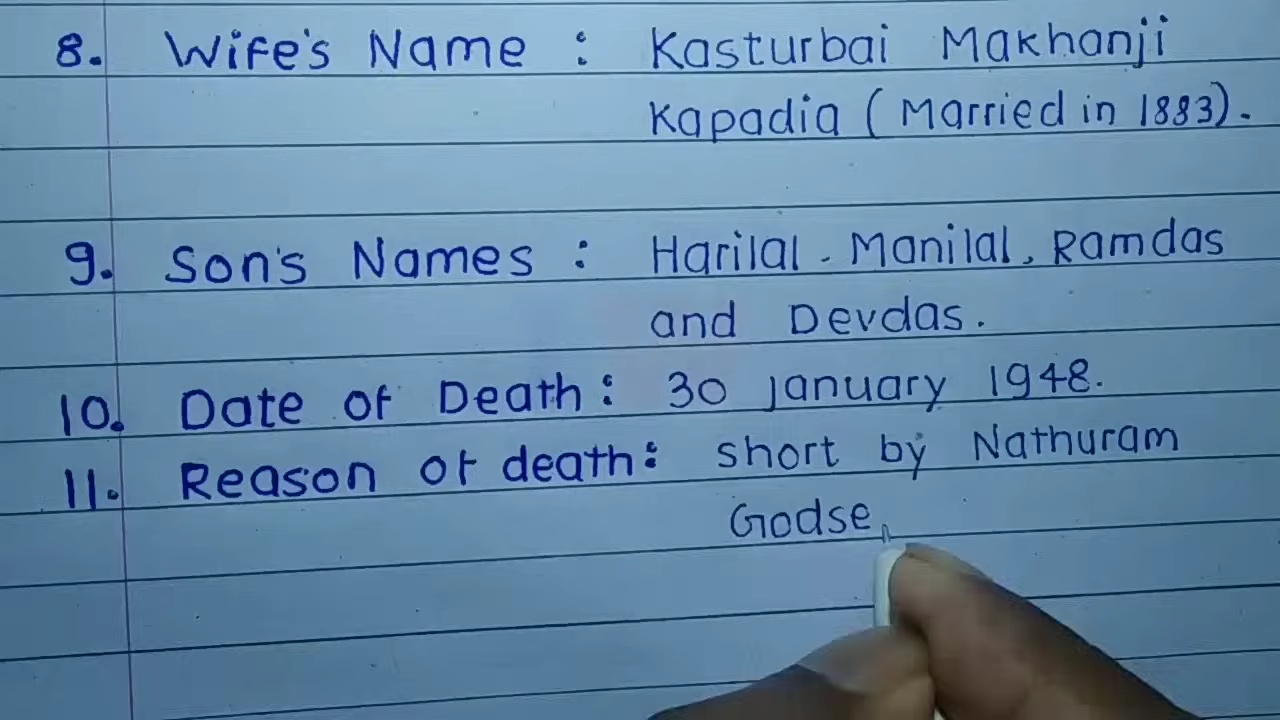 8. Wife's Name : Kasturbai Makhanji
Kapadia (Married in 1883).
9. Son's Names : Harilal . Manilal, Ramdas
and Devdas.
10. Date of Death : 30 January 1948.
11. Reason of death : short by Nathuram
Godse,